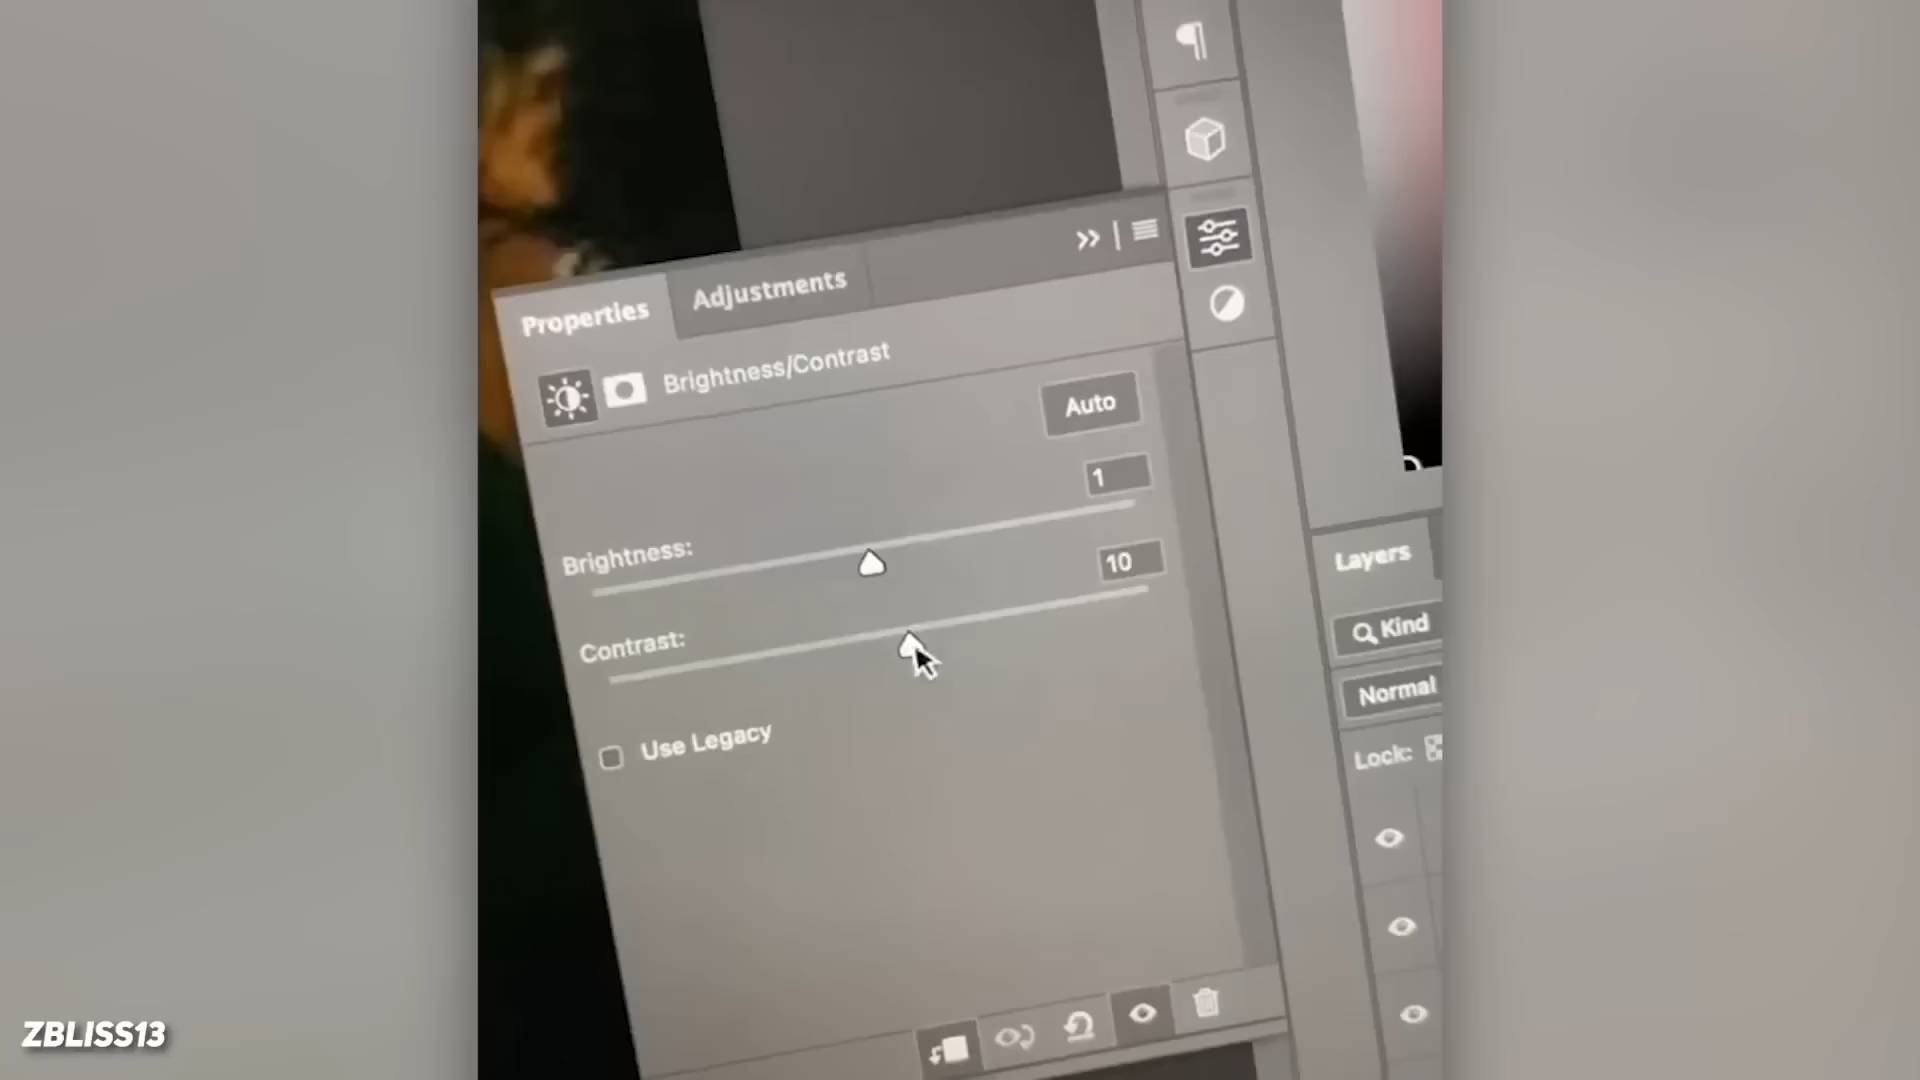 Properties
Adjustments
Brightness/Contrast
Auto
1
Brightness:
10
Contrast:
Use Legacy
Layers
Kind
Normal
Lock:
ZBLISS13